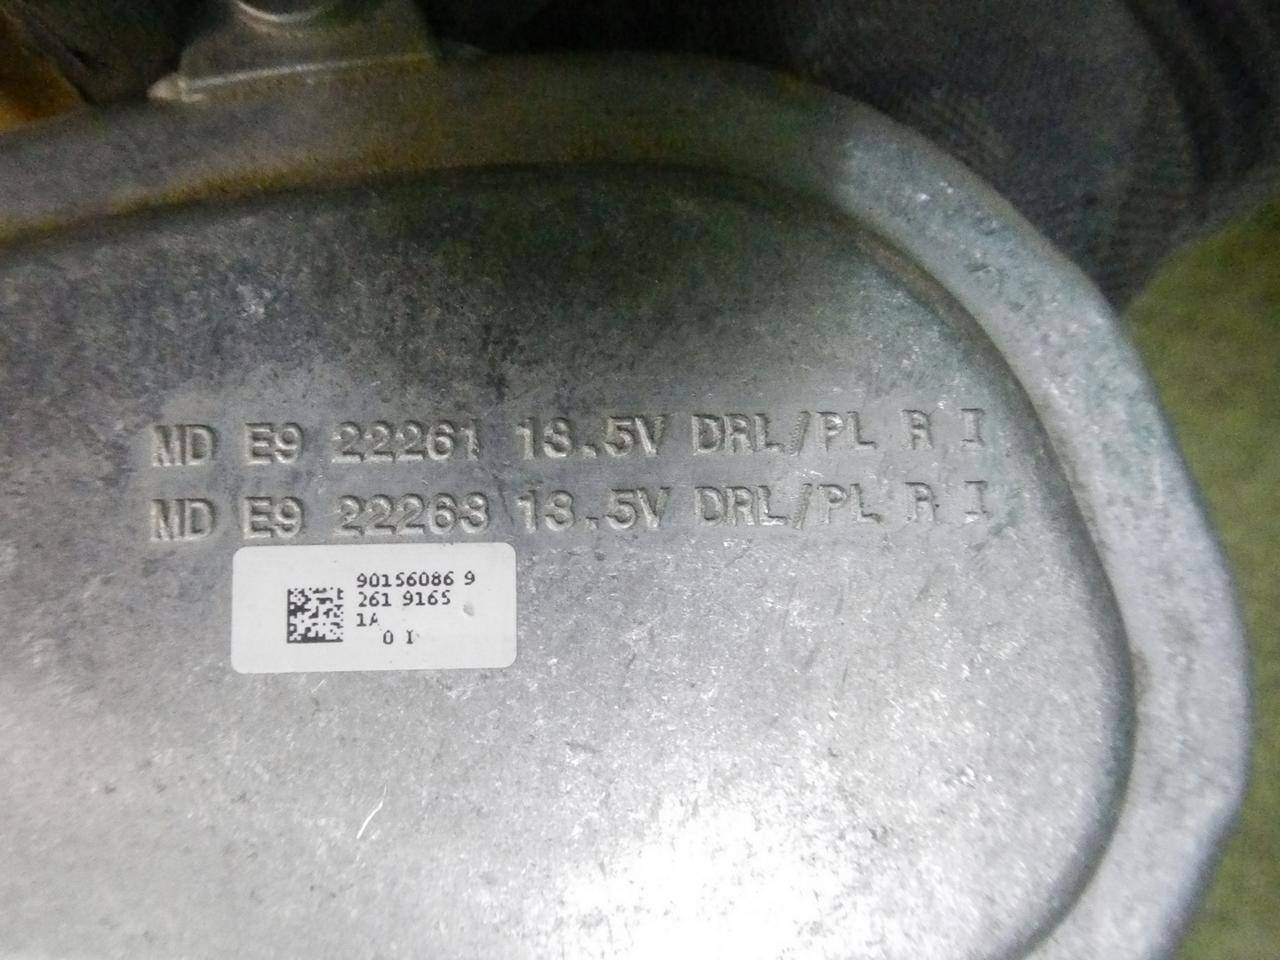 MD E9 22261 13.5V DRL/PL R I
MD E9 22263 13.5V DRL/PL R I
90156086 9
261 9165
1A
0 I